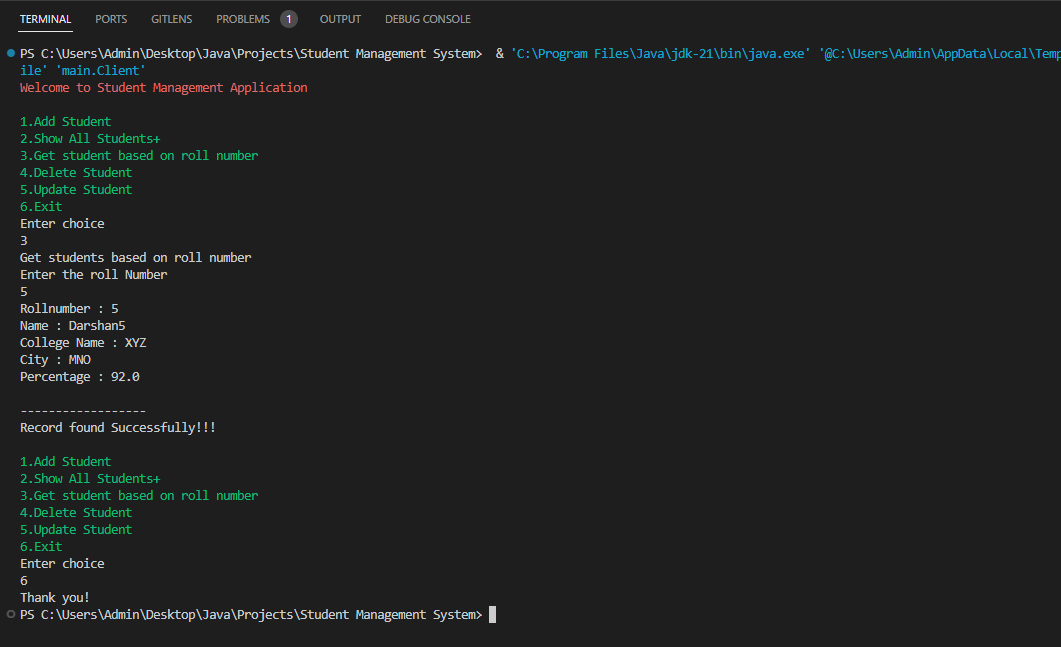 TERMINAL PORTS GITLENS PROBLEMS 1 OUTPUT DEBUG CONSOLE
PS C:\Users\Admin\Desktop\Java\Projects\Student Management System>  & 'C:\Program Files\Java\jdk-21\bin\java.exe' '@C:\Users\Admin\AppData\Local\Temp
ile' 'main.Client'
Welcome to Student Management Application
1.Add Student
2.Show All Students+
3.Get student based on roll number
4.Delete Student
5.Update Student
6.Exit
Enter choice
3
Get students based on roll number
Enter the roll Number
5
Rollnumber : 5
Name : Darshan5
College Name : XYZ
City : MNO
Percentage : 92.0
------------------
Record found Successfully!!!
1.Add Student
2.Show All Students+
3.Get student based on roll number
4.Delete Student
5.Update Student
6.Exit
Enter choice
6
Thank you!
PS C:\Users\Admin\Desktop\Java\Projects\Student Management System>